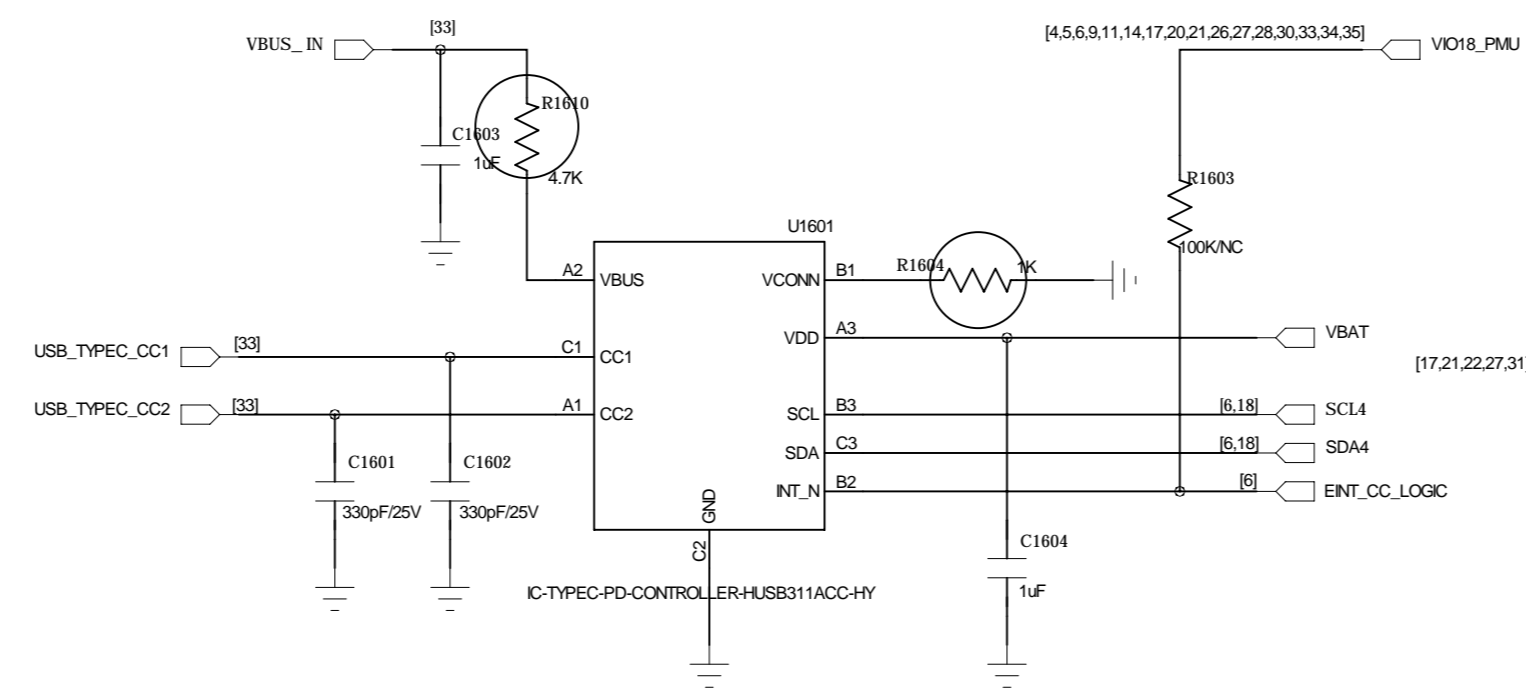 [33]
VBUS_ IN
[4,5,6,9,11,14,17,20,21,26,27,28,30,33,34,35]
VIO18_PMU
R1610
C1603
1uF
4.7K
R1603
100K/NC
U1601
A2
VBUS
VCONN
B1
R1604
1K
VDD
A3
VBAT
[17,21,22,27,31]
USB_TYPEC_CC1
[33]
C1
CC1
USB_TYPEC_CC2
[33]
A1
CC2
SCL
B3
[6,18]
SCL4
SDA
C3
[6,18]
SDA4
INT_N
B2
[6]
EINT_CC_LOGIC
C1601
330pF/25V
C1602
330pF/25V
GND
C2
C1604
1uF
IC-TYPEC-PD-CONTROLLER-HUSB311ACC-HY